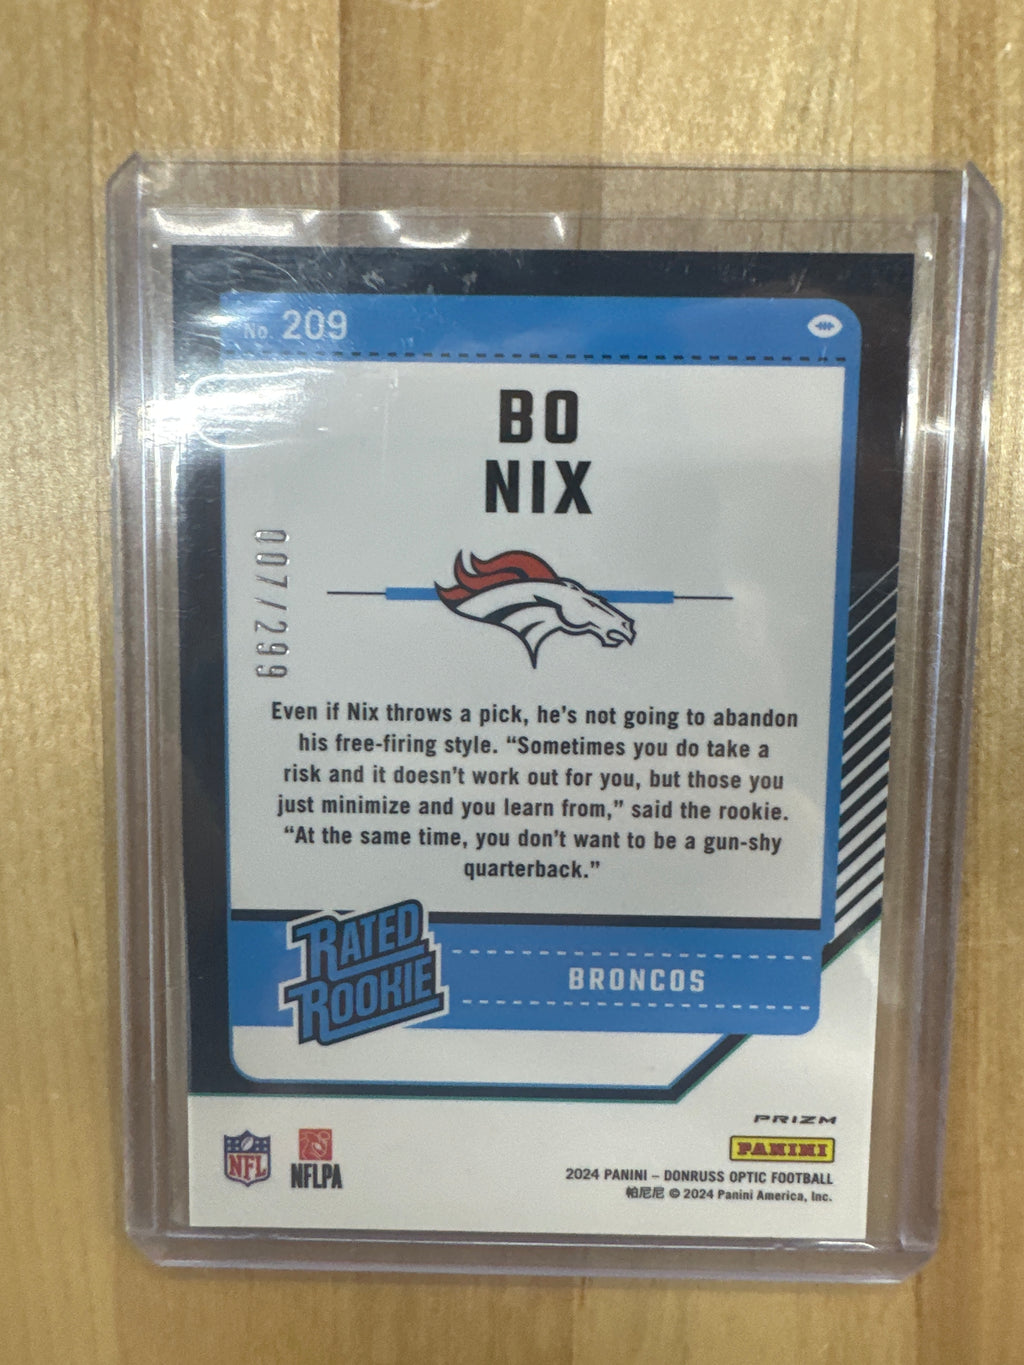 No. 209
BO
NIX
007/299
Even if Nix throws a pick, he's not going to abandon
his free-firing style. “Sometimes you do take a
risk and it doesn't work out for you, but those you
just minimize and you learn from,” said the rookie.
“At the same time, you don't want to be a gun-shy
quarterback.”
RATED
ROOKIE
BRONCOS
PRIZM
PANINI
NFL
NFLPA
2024 PANINI – DONRUSS OPTIC FOOTBALL
帕尼尼 © 2024 Panini America, Inc.